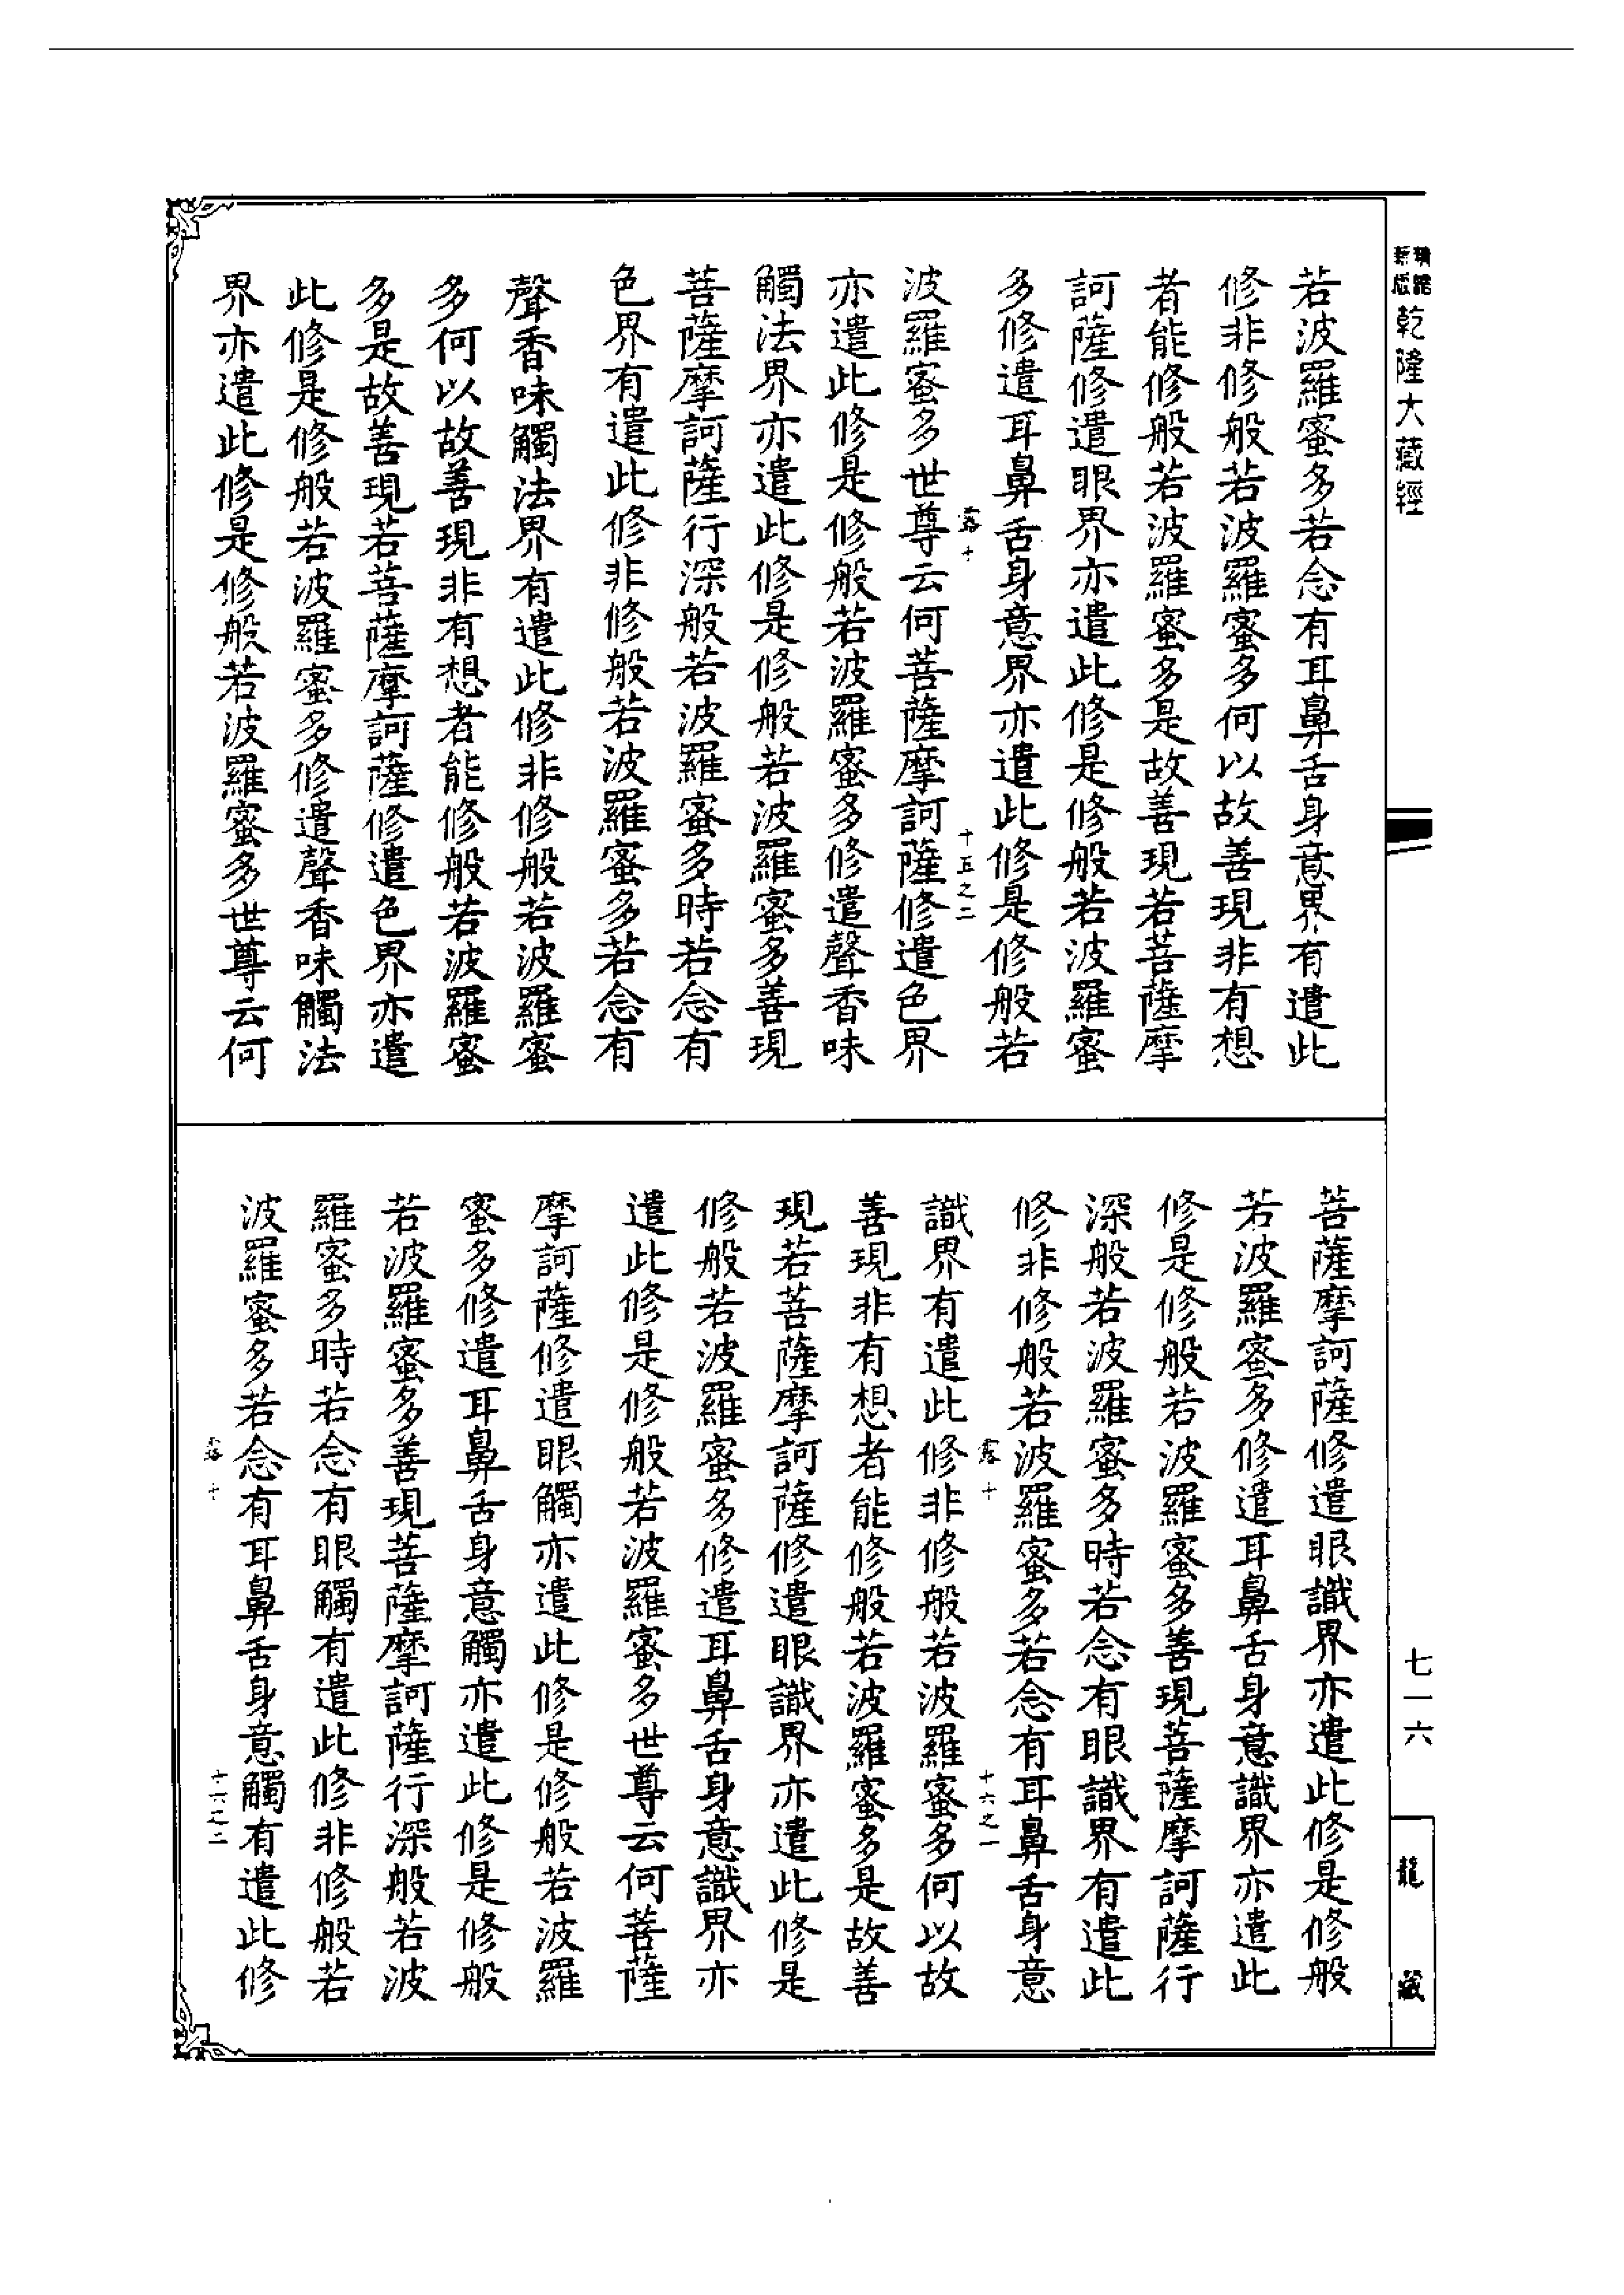 乾隆大藏經
若波羅蜜多若念有耳鼻舌身意界有遣此
修非修般若波羅蜜多何以故善現非有想
者能修般若波羅蜜多是故善現若菩薩摩
訶薩修遣眼界亦遣此修是修般若波羅蜜
多修遣耳鼻舌身意界亦遣此修是修般若
露十 十五之二
波羅蜜多世尊云何菩薩摩訶薩修遣色界
亦遣此修是修般若波羅蜜多修遣聲香味
觸法界亦遣此修是修般若波羅蜜多善現
菩薩摩訶薩行深般若波羅蜜多時若念有
色界有遣此修非修般若波羅蜜多若念有
聲香味觸法界有遣此修非修般若波羅蜜
多何以故善現非有想者能修般若波羅蜜
多是故善現若菩薩摩訶薩修遣色界亦遣
此修是修般若波羅蜜多修遣聲香味觸法
界亦遣此修是修般若波羅蜜多世尊云何
七一六
龍藏
菩薩摩訶薩修遣眼識界亦遣此修是修般
若波羅蜜多修遣耳鼻舌身意識界亦遣此
修是修般若波羅蜜多善現菩薩摩訶薩行
深般若波羅蜜多時若念有眼識界有遣此
修非修般若波羅蜜多若念有耳鼻舌身意
露十 十六之一
識界有遣此修非修般若波羅蜜多何以故
善現非有想者能修般若波羅蜜多是故善
現若菩薩摩訶薩修遣眼識界亦遣此修是
修般若波羅蜜多修遣耳鼻舌身意識界亦
遣此修是修般若波羅蜜多世尊云何菩薩
摩訶薩修遣眼觸亦遣此修是修般若波羅
蜜多修遣耳鼻舌身意觸亦遣此修是修般
若波羅蜜多善現菩薩摩訶薩行深般若波
羅蜜多時若念有眼觸有遣此修非修般若
波羅蜜多若念有耳鼻舌身意觸有遣此修
露十 十六之二